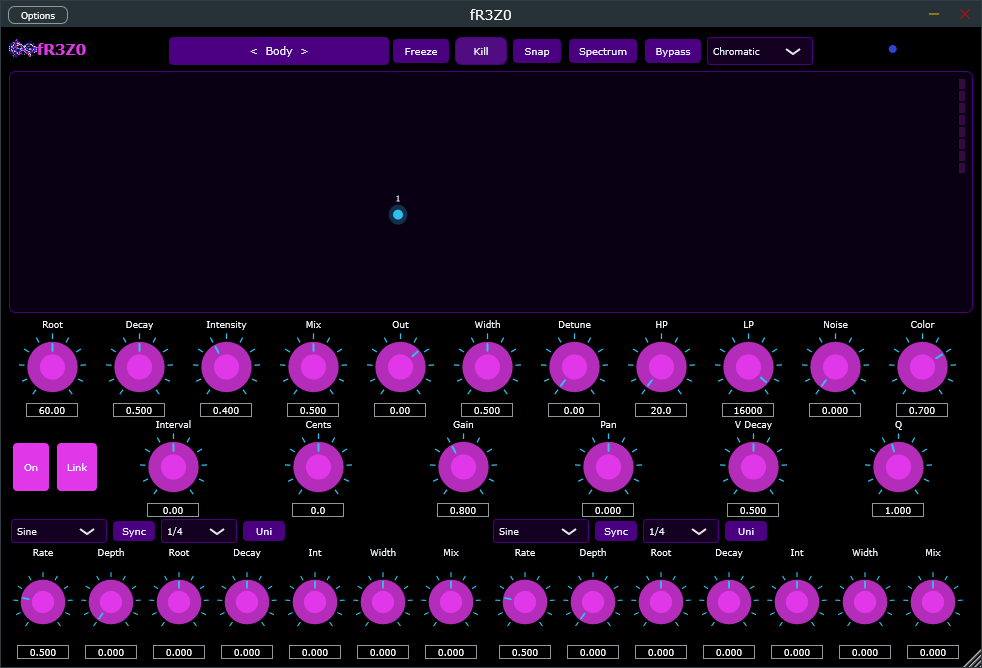 Options fR3Z0
fR3Z0 < Body > Freeze Kill Snap Spectrum Bypass Chromatic
1
Root Decay Intensity Mix Out Width Detune HP LP Noise Color
60.00 0.500 0.400 0.500 0.00 0.500 0.00 20.0 16000 0.000 0.700
Interval Cents Gain Pan V Decay Q
On Link
0.00 0.0 0.800 0.000 0.500 1.000
Sine Sync 1/4 Uni Sine Sync 1/4 Uni
Rate Depth Root Decay Int Width Mix Rate Depth Root Decay Int Width Mix
0.500 0.000 0.000 0.000 0.000 0.000 0.000 0.500 0.000 0.000 0.000 0.000 0.000 0.000